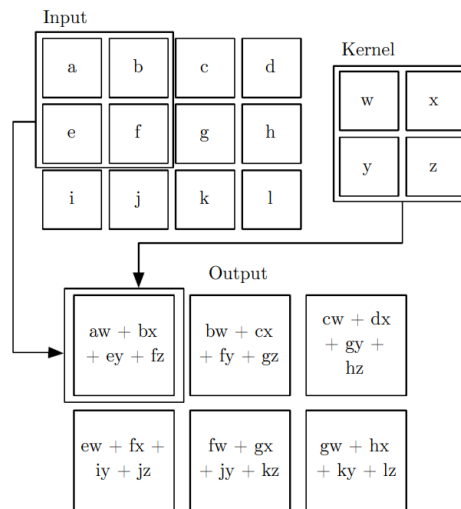 Input
Kernel
a b c d
w x
e f g h
y z
i j k l
Output
aw + bx
+ ey + fz
bw + cx
+ fy + gz
cw + dx
+ gy +
hz
ew + fx +
iy + jz
fw + gx
+ jy + kz
gw + hx
+ ky + lz